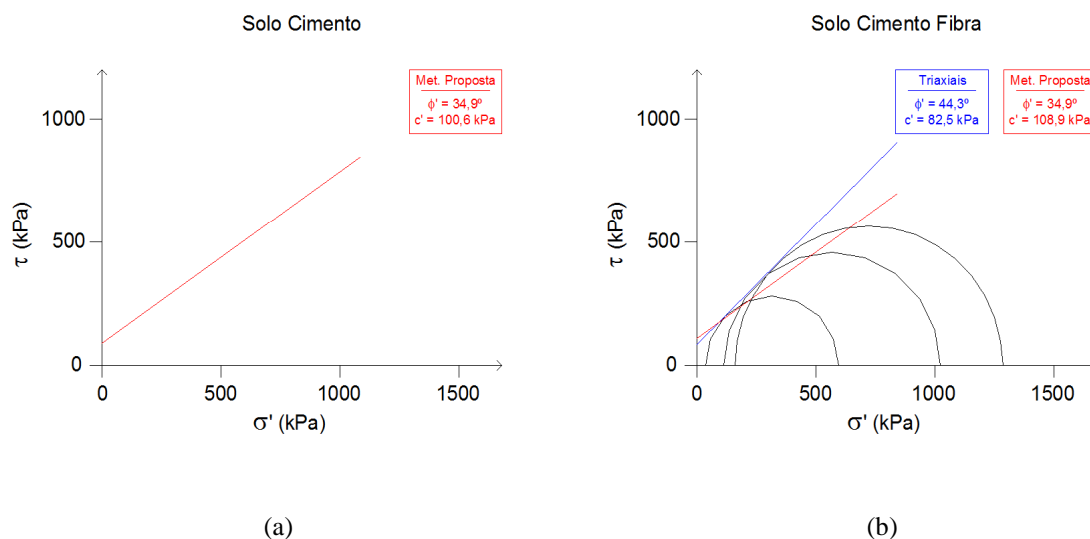 Solo Cimento
Met. Proposta
ϕ' = 34,9º
c' = 100,6 kPa
1000
500
0
τ (kPa)
0 500 1000 1500
σ' (kPa)
(a)
Solo Cimento Fibra
Triaxiais
ϕ' = 44,3º
c' = 82,5 kPa
Met. Proposta
ϕ' = 34,9º
c' = 108,9 kPa
1000
500
0
τ (kPa)
0 500 1000 1500
σ' (kPa)
(b)